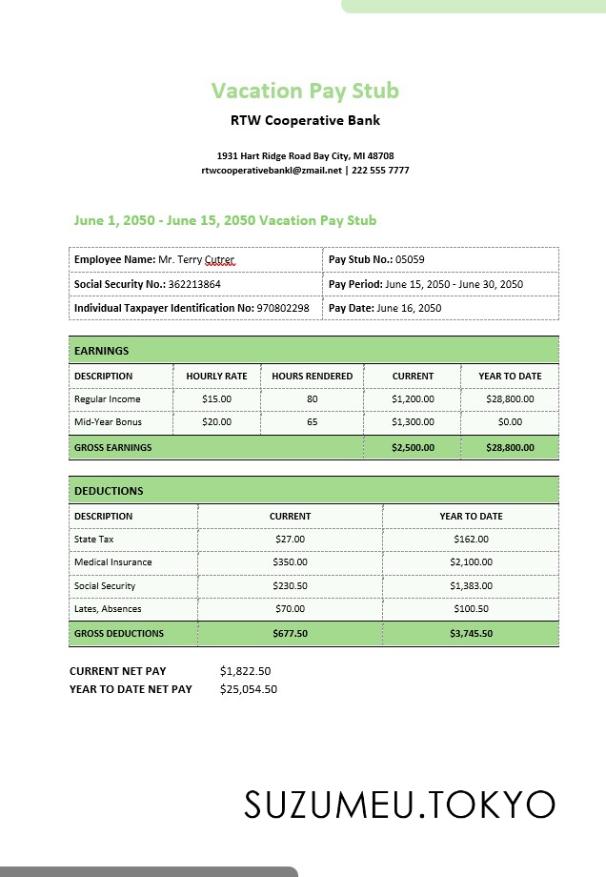 Vacation Pay Stub
RTW Cooperative Bank
1931 Hart Ridge Road Bay City, MI 48708
rtwcooperativebankl@zmail.net | 222 555 7777
June 1, 2050 - June 15, 2050 Vacation Pay Stub
Employee Name: Mr. Terry Cutrer Pay Stub No.: 05059
Social Security No.: 362213864 Pay Period: June 15, 2050 - June 30, 2050
Individual Taxpayer Identification No: 970802298 Pay Date: June 16, 2050
EARNINGS
DESCRIPTION HOURLY RATE HOURS RENDERED CURRENT YEAR TO DATE
Regular Income $15.00 80 $1,200.00 $28,800.00
Mid-Year Bonus $20.00 65 $1,300.00 $0.00
GROSS EARNINGS $2,500.00 $28,800.00
DEDUCTIONS
DESCRIPTION CURRENT YEAR TO DATE
State Tax $27.00 $162.00
Medical Insurance $350.00 $2,100.00
Social Security $230.50 $1,383.00
Lates, Absences $70.00 $100.50
GROSS DEDUCTIONS $677.50 $3,745.50
CURRENT NET PAY $1,822.50
YEAR TO DATE NET PAY $25,054.50
SUZUMEU.TOKYO